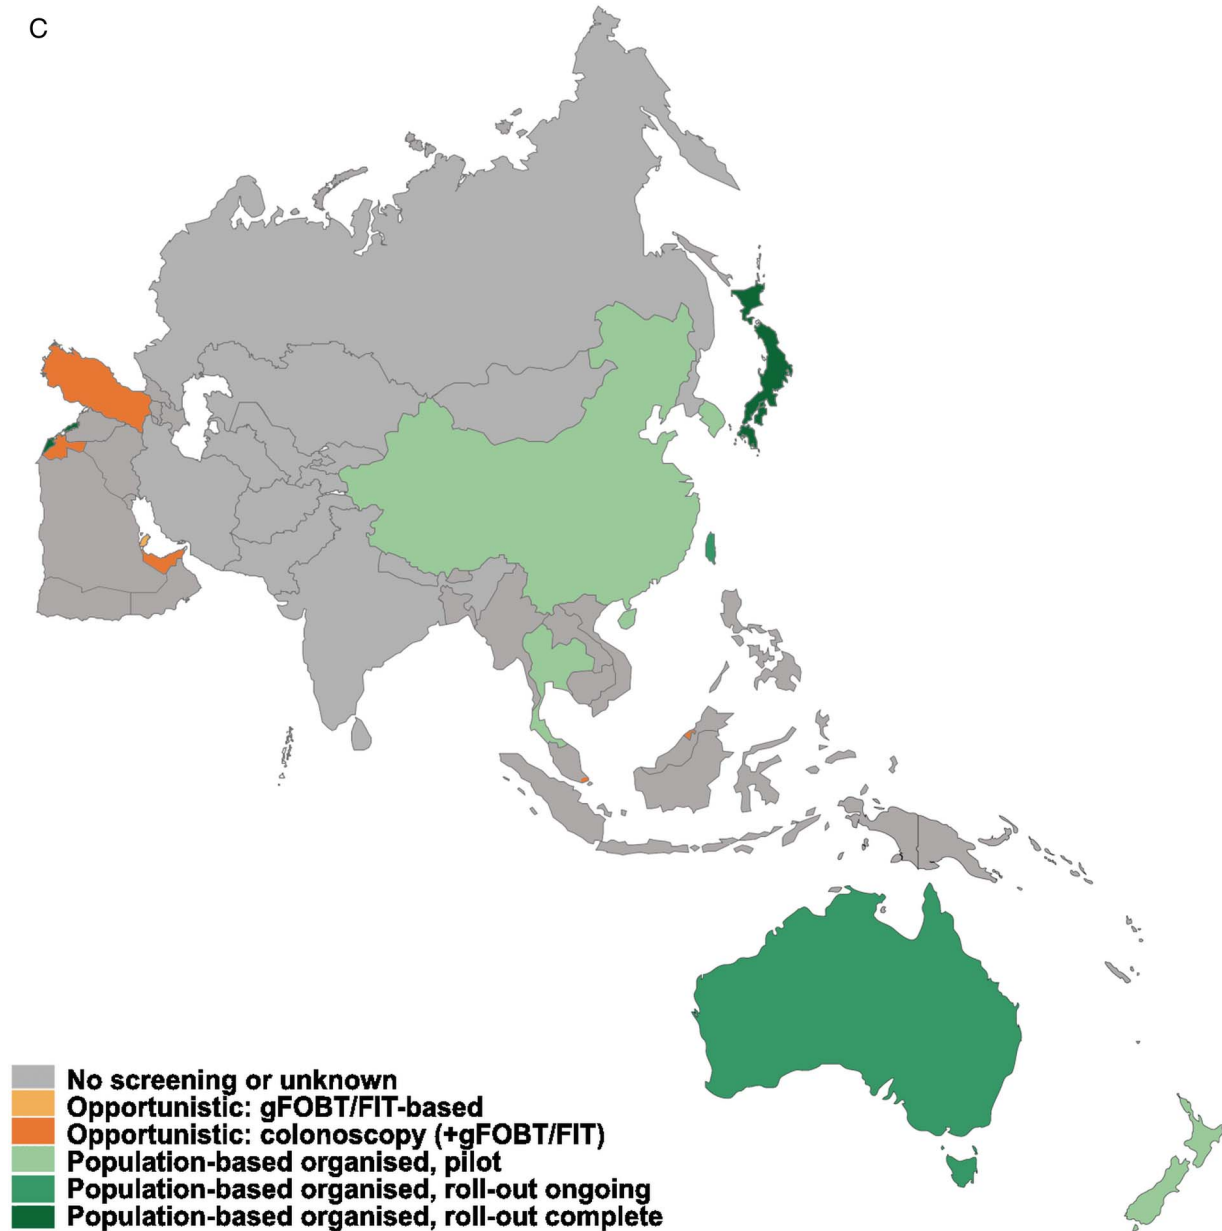 C
No screening or unknown
Opportunistic: gFOBT/FIT-based
Opportunistic: colonoscopy (+gFOBT/FIT)
Population-based organised, pilot
Population-based organised, roll-out ongoing
Population-based organised, roll-out complete